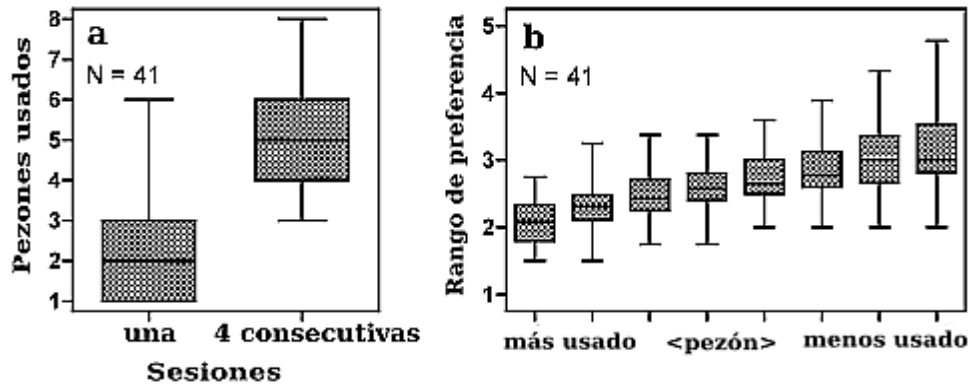 a
N = 41
Pezones usados
8
7
6
5
4
3
2
1
una 4 consecutivas
Sesiones
b
N = 41
Rango de preferencia
5
4
3
2
1
más usado <pezón> menos usado